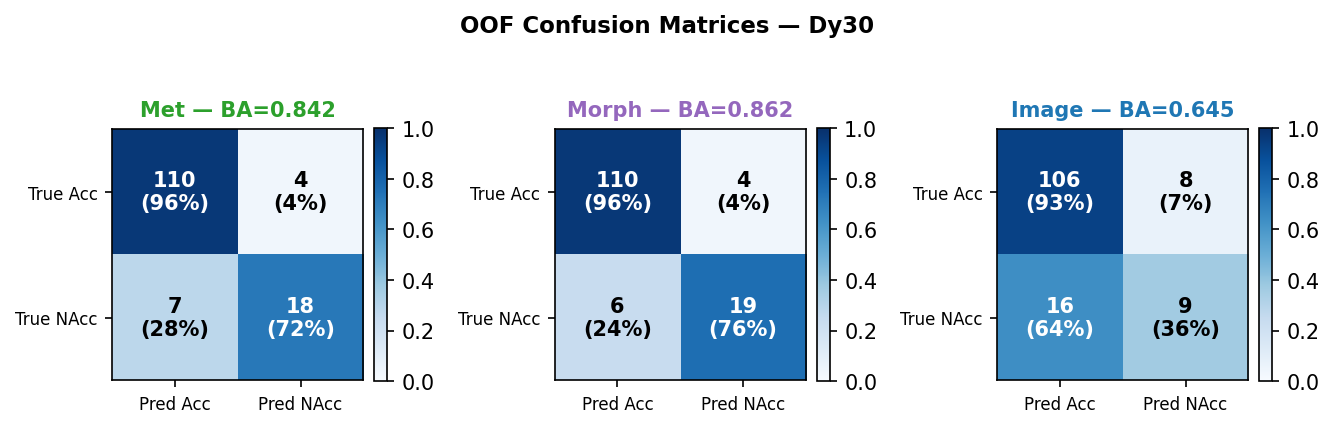 OOF Confusion Matrices — Dy30
Met — BA=0.842
True Acc
110
(96%)
4
(4%)
True NAcc
7
(28%)
18
(72%)
Pred Acc
Pred NAcc
1.0
0.8
0.6
0.4
0.2
0.0
Morph — BA=0.862
True Acc
110
(96%)
4
(4%)
True NAcc
6
(24%)
19
(76%)
Pred Acc
Pred NAcc
1.0
0.8
0.6
0.4
0.2
0.0
Image — BA=0.645
True Acc
106
(93%)
8
(7%)
True NAcc
16
(64%)
9
(36%)
Pred Acc
Pred NAcc
1.0
0.8
0.6
0.4
0.2
0.0